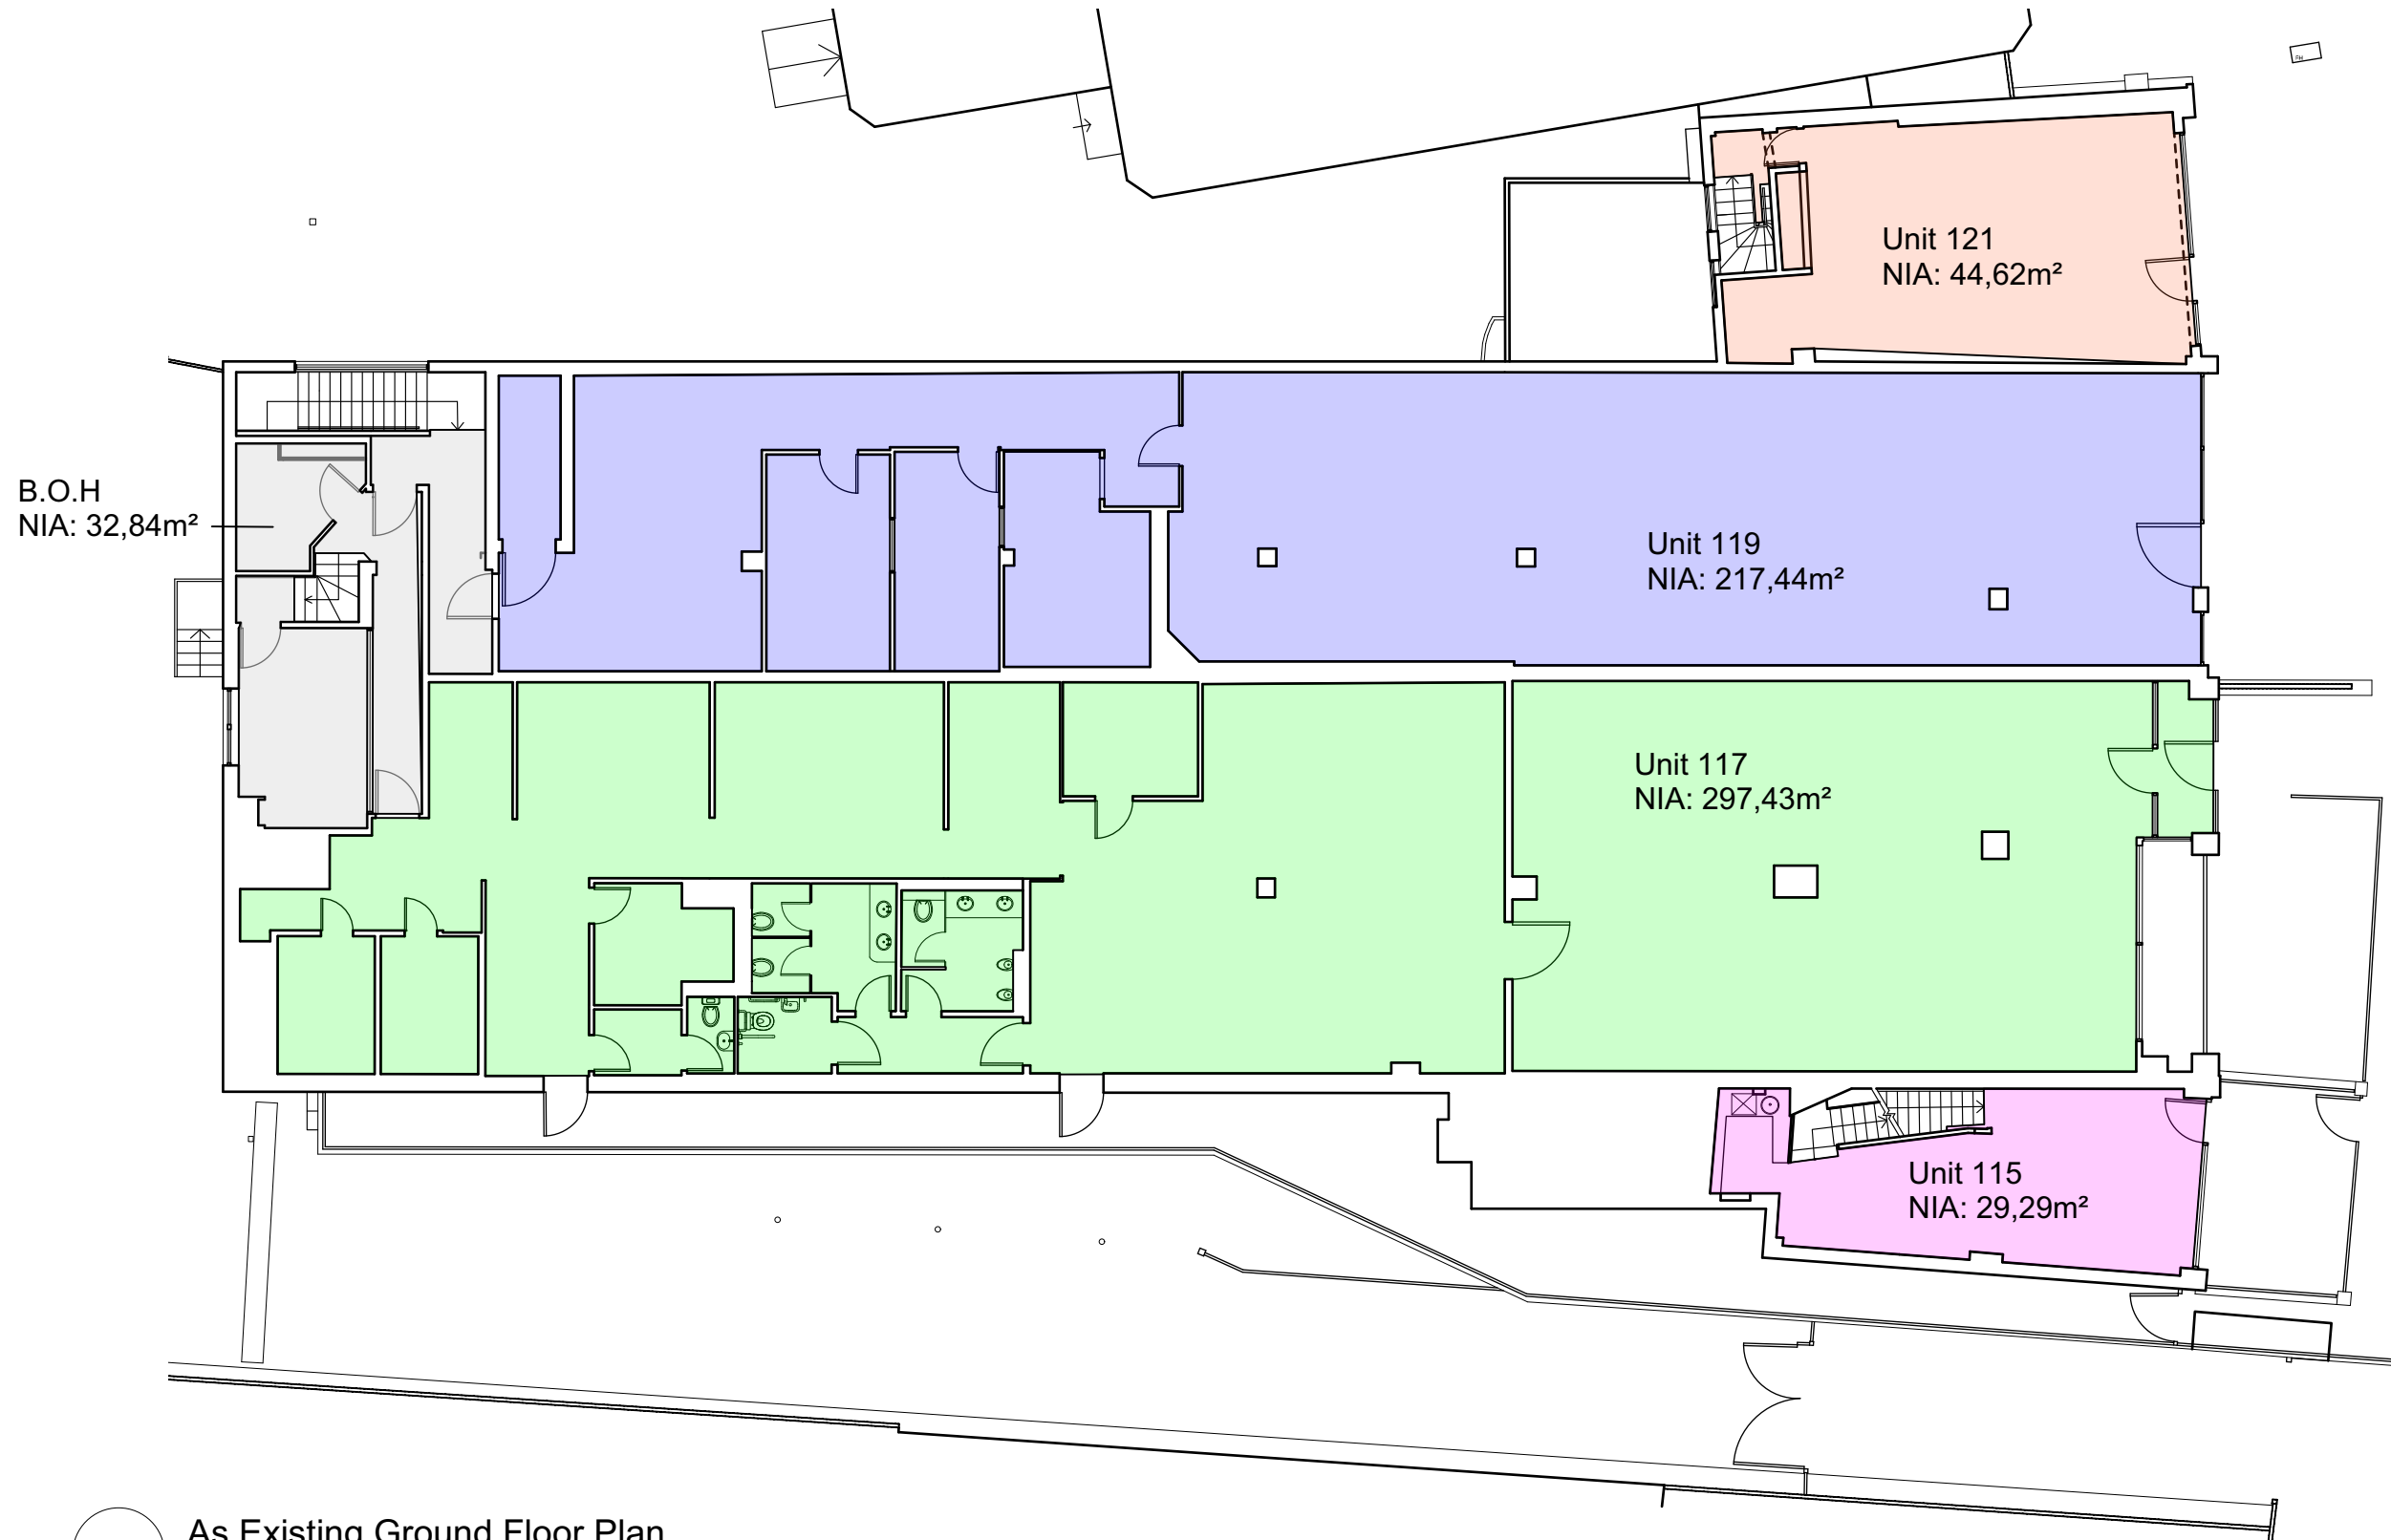 FH
Unit 121
NIA: 44,62m²
B.O.H
NIA: 32,84m²
Unit 119
NIA: 217,44m²
Unit 117
NIA: 297,43m²
Unit 115
NIA: 29,29m²
As Existing Ground Floor Plan